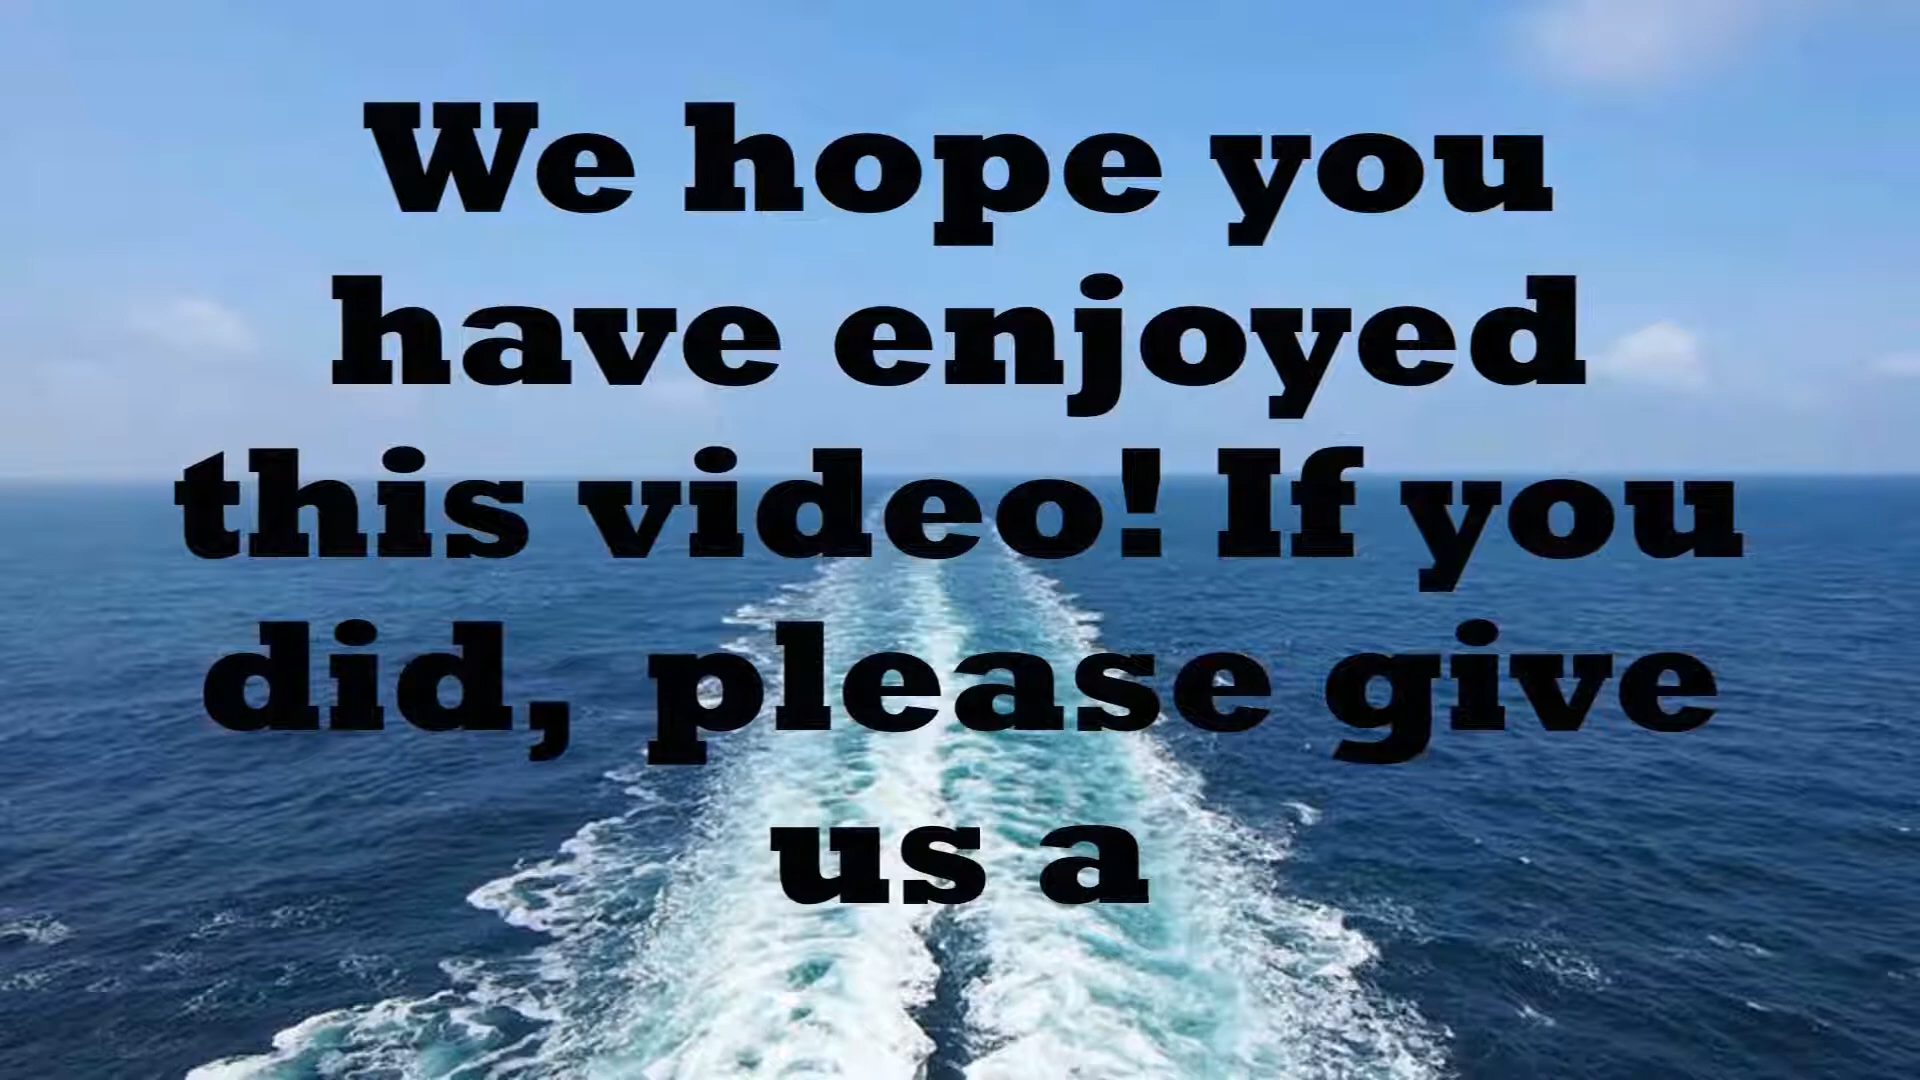 We hope you
have enjoyed
this video! If you
did, please give
us a